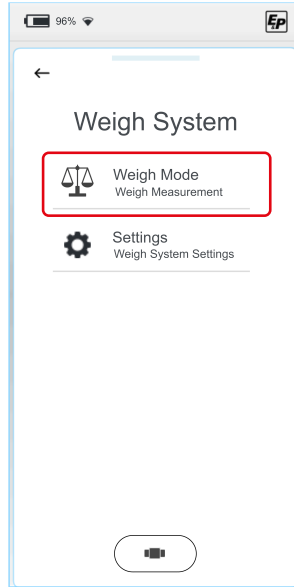 96%
EP
Weigh System
Weigh Mode
Weigh Measurement
Settings
Weigh System Settings